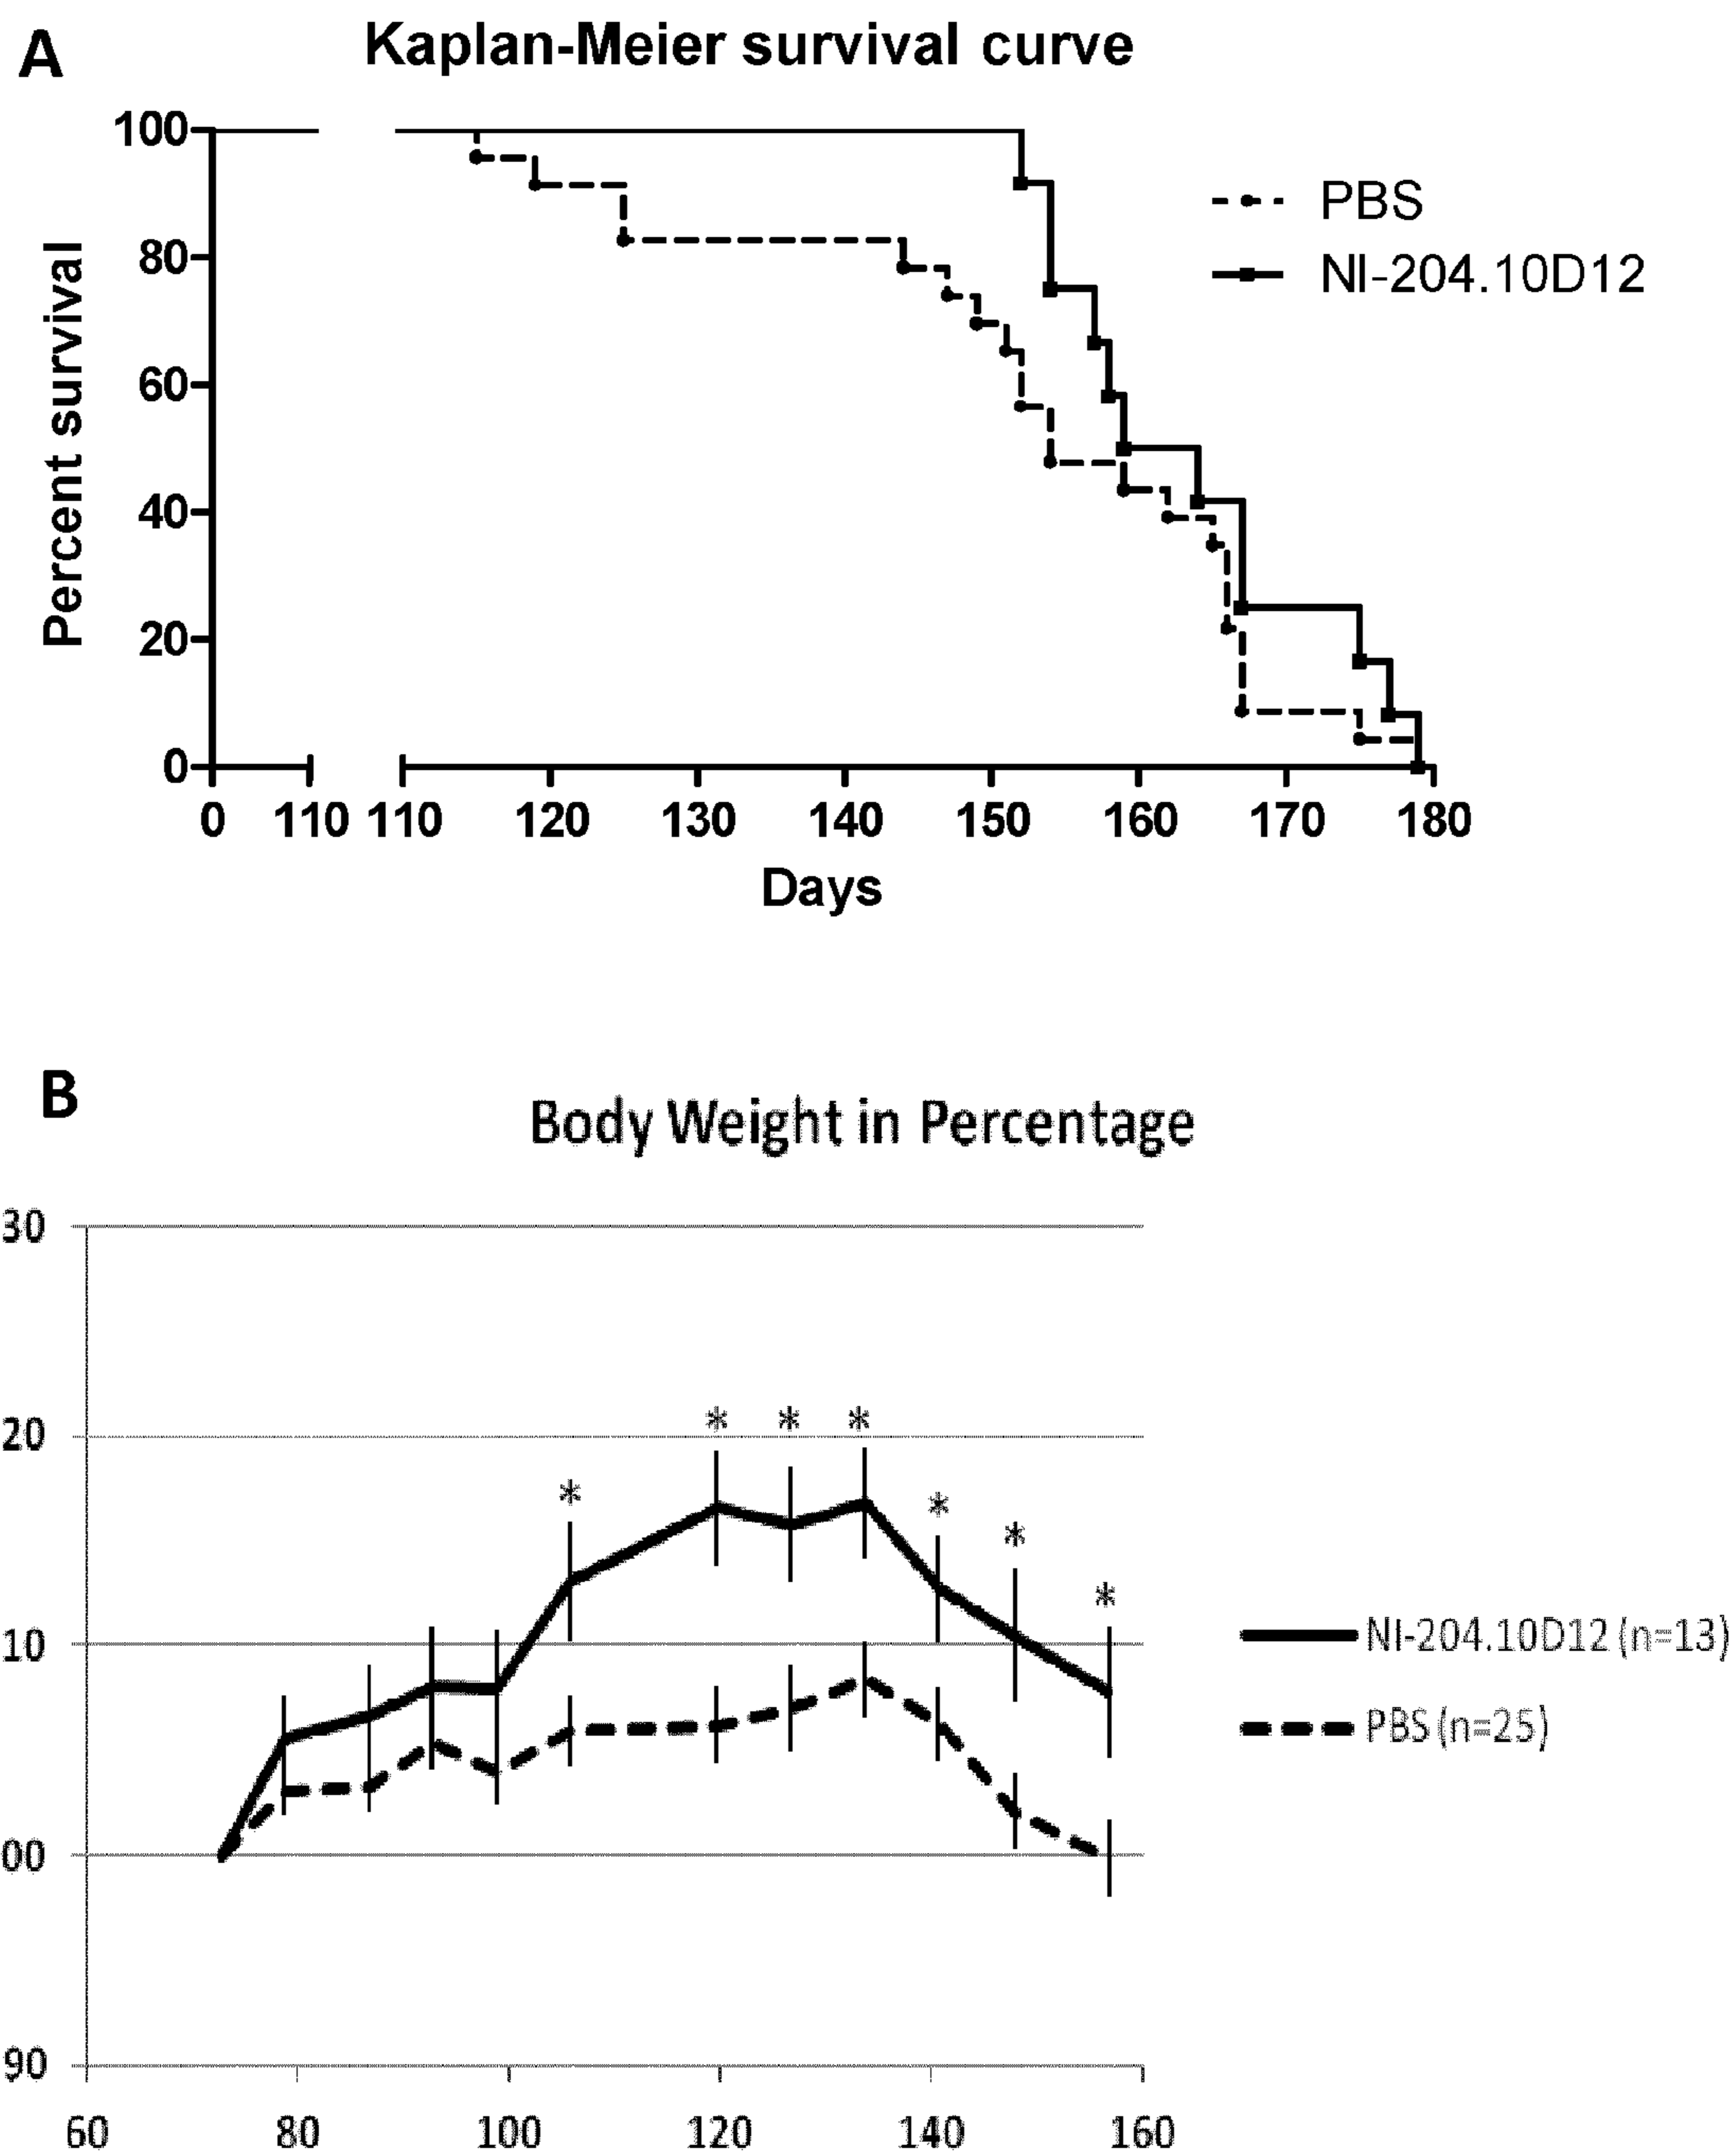 A
Kaplan-Meier survival curve
100
80
60
40
20
0
Percent survival
PBS
NI-204.10D12
0 110 110 120 130 140 150 160 170 180
Days
B
Body Weight in Percentage
30
20
10
00
90
* * * * * * *
NI-204.10D12 (n=13)
PBS (n=25)
60 80 100 120 140 160